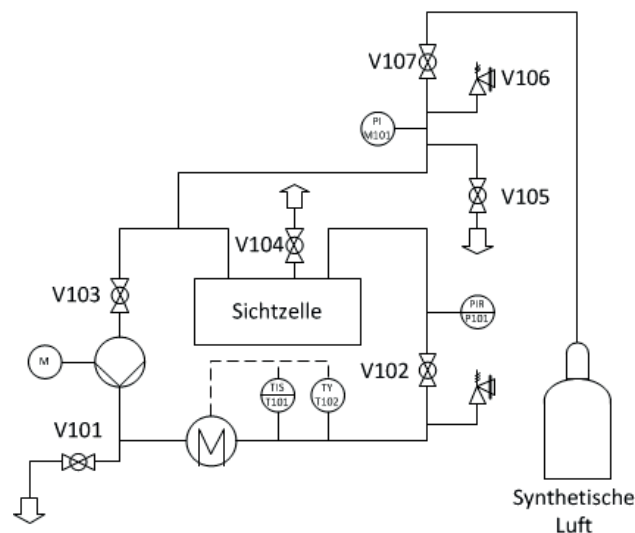 V107
V106
PI
M101
V105
V104
V103
Sichtzelle
PIR
P101
M
V102
TIS
T101
TY
T102
V101
Synthetische
Luft